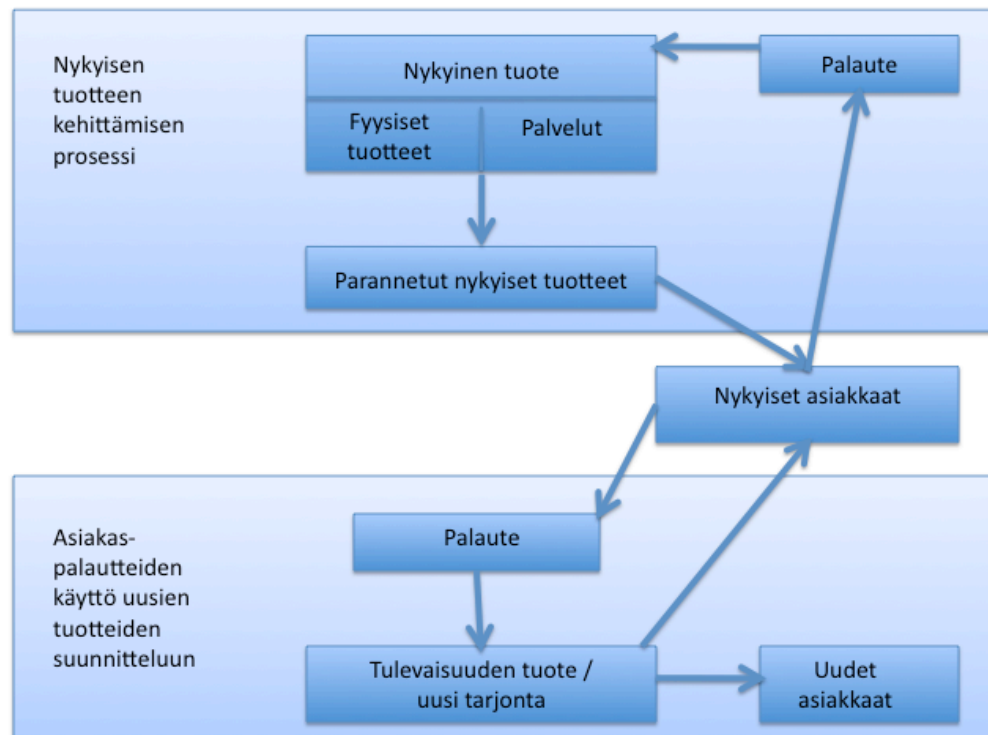 Nykyisen
tuotteen
kehittämisen
prosessi
Nykyinen tuote
Fyysiset
tuotteet
Palvelut
Palaute
Parannetut nykyiset tuotteet
Nykyiset asiakkaat
Asiakas-
palautteiden
käyttö uusien
tuotteiden
suunnitteluun
Palaute
Tulevaisuuden tuote /
uusi tarjonta
Uudet
asiakkaat